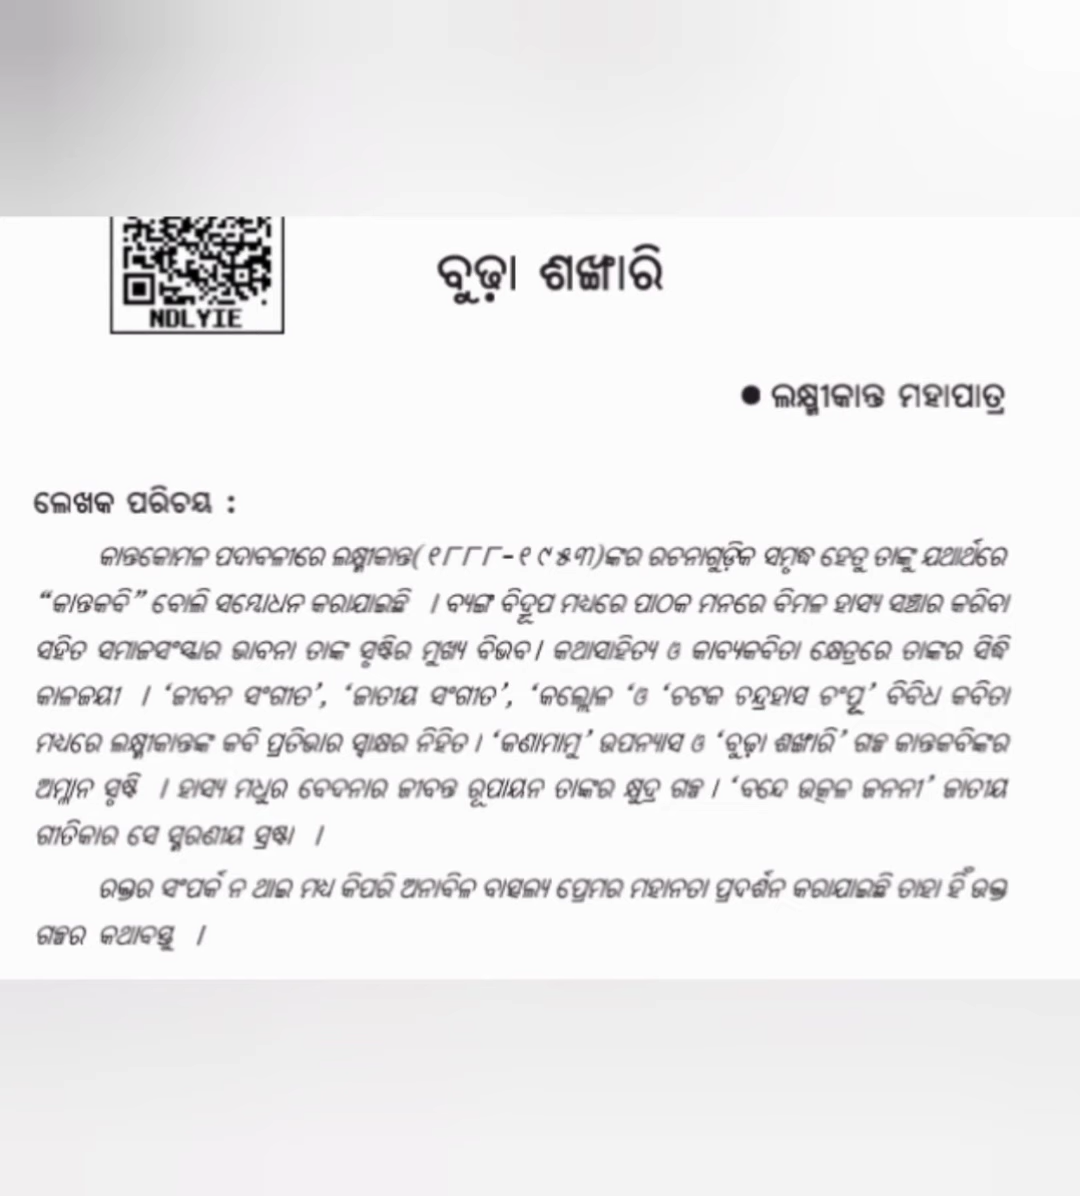 NDLYIE
ବୁଢ଼ା ଶଙ୍ଖାରି
● ଲକ୍ଷ୍ମୀକାନ୍ତ ମହାପାତ୍ର
ଲେଖକ ପରିଚୟ :
କାନ୍ତକୋମଳ ପଦାବଳୀରେ ଲକ୍ଷ୍ମୀକାନ୍ତ(୧୮୮୮-୧୯୫୩)ଙ୍କର ରଚନାଗୁଡ଼ିକ ସମୃଦ୍ଧ ହେତୁ ତାଙ୍କୁ ଯଥାର୍ଥରେ
“କାନ୍ତକବି” ବୋଲି ସମ୍ବୋଧନ କରାଯାଇଛି । ବ୍ୟଙ୍ଗ ବିଦ୍ରୂପ ମଧ୍ୟରେ ପାଠକ ମନରେ ବିମଳ ହାସ୍ୟ ସଞ୍ଚାର କରିବା
ସହିତ ସମାଜସଂସ୍କାର ଭାବନା ତାଙ୍କ ସୃଷ୍ଟିର ମୁଖ୍ୟ ବିଭବ। କଥାସାହିତ୍ୟ ଓ କାବ୍ୟକବିତା କ୍ଷେତ୍ରରେ ତାଙ୍କର ସିଦ୍ଧି
କାଳଜୟୀ । ‘ଜୀବନ ସଂଗୀତ’, ‘ଜାତୀୟ ସଂଗୀତ’, ‘କଲ୍ଲୋଳ ‘ଓ ‘ଚଟକ ଚନ୍ଦ୍ରହାସ ଚଂପୂ’ ବିବିଧ କବିତା
ମଧ୍ୟରେ ଲକ୍ଷ୍ମୀକାନ୍ତଙ୍କ କବି ପ୍ରତିଭାର ସ୍ୱାକ୍ଷର ନିହିତ। ‘କଣାମାମୁ’ ଉପନ୍ୟାସ ଓ ‘ବୁଢ଼ା ଶଙ୍ଖାରି’ ଗଳ୍ପ କାନ୍ତକବିଙ୍କର
ଅମ୍ଳାନ ସୃଷ୍ଟି । ହାସ୍ୟ ମଧୁର ବେଦନାର ଜୀବନ୍ତ ରୂପାୟନ ତାଙ୍କର କ୍ଷୁଦ୍ର ଗଳ୍ପ। ‘ବନ୍ଦେ ଉତ୍କଳ ଜନନୀ’ ଜାତୀୟ
ଗୀତିକାର ସେ ସ୍ମରଣୀୟ ସ୍ରଷ୍ଟା ।
ରକ୍ତର ସଂପର୍କ ନ ଥାଇ ମଧ୍ୟ କିପରି ଅନାବିଳ ବାତ୍ସଲ୍ୟ ପ୍ରେମର ମହାନତା ପ୍ରଦର୍ଶନ କରାଯାଇଛି ତାହା ହିଁ ଉକ୍ତ
ଗଳ୍ପର କଥାବସ୍ତୁ ।